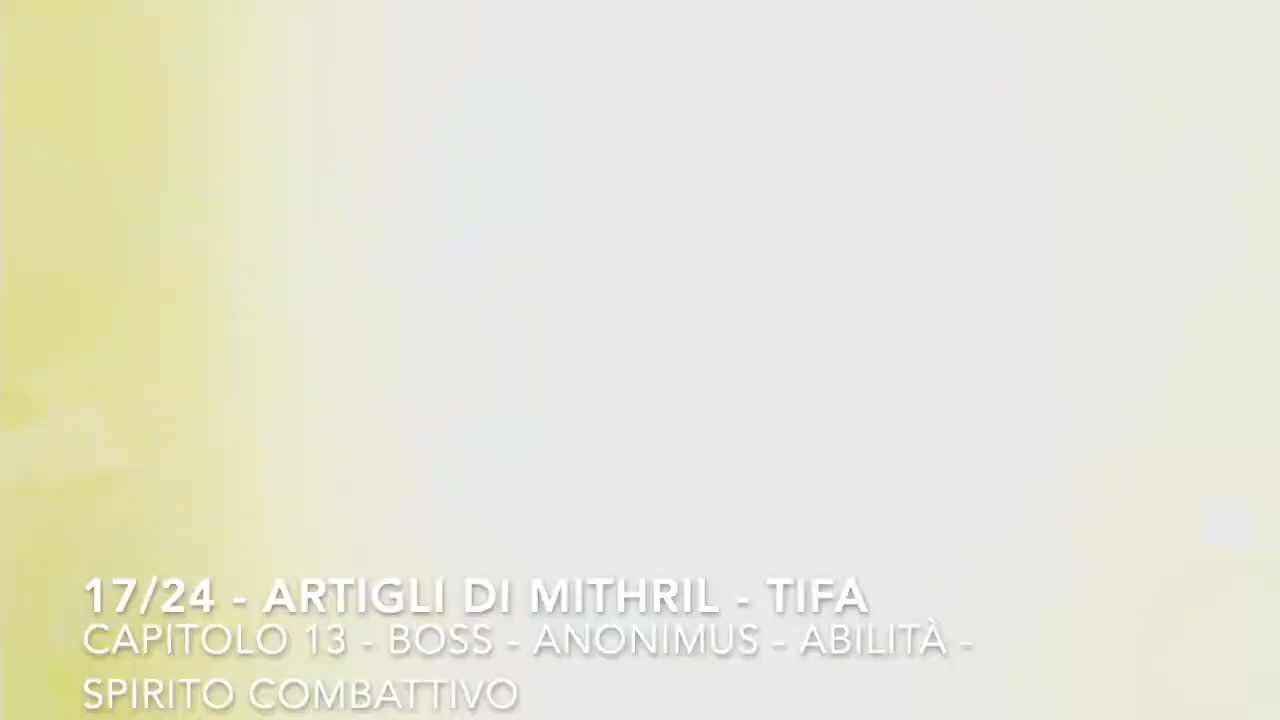 17/24 - ARTIGLI DI MITHRIL - TIFA
CAPITOLO 13 - BOSS - ANONIMUS - ABILITÀ -
SPIRITO COMBATTIVO